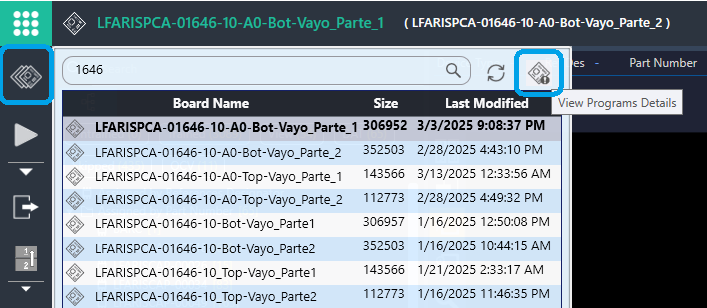 LFARISPCA-01646-10-A0-Bot-Vayo_Parte_1 ( LFARISPCA-01646-10-A0-Bot-Vayo_Parte_2 )
1646
Des - Part Number
View Programs Details
Board Name Size Last Modified
LFARISPCA-01646-10-A0-Bot-Vayo_Parte_1 306952 3/3/2025 9:08:37 PM
LFARISPCA-01646-10-A0-Bot-Vayo_Parte_2 352503 2/28/2025 4:43:10 PM
LFARISPCA-01646-10-A0-Top-Vayo_Parte_1 143566 3/13/2025 12:33:56 AM
LFARISPCA-01646-10-A0-Top-Vayo_Parte_2 112773 2/28/2025 4:49:32 PM
LFARISPCA-01646-10-Bot-Vayo_Parte1 306957 1/16/2025 12:50:08 PM
LFARISPCA-01646-10-Bot-Vayo_Parte2 352503 1/16/2025 10:44:15 AM
LFARISPCA-01646-10_Top-Vayo_Parte1 143566 1/21/2025 2:33:17 AM
LFARISPCA-01646-10_Top-Vayo_Parte2 112773 1/16/2025 11:46:35 PM
1 2